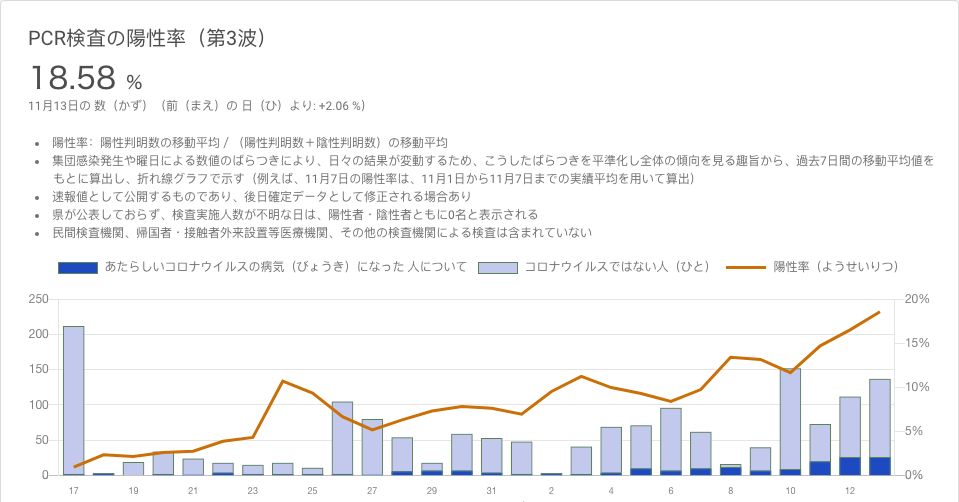 PCR検査の陽性率（第3波）
18.58 %
11月13日の 数（かず）（前（まえ）の 日（ひ）より: +2.06 %）
• 陽性率： 陽性判明数の移動平均 / （陽性判明数＋陰性判明数）の移動平均
• 集団感染発生や曜日による数値のばらつきにより、日々の結果が変動するため、こうしたばらつきを平準化し全体の傾向を見る趣旨から、過去7日間の移動平均値を
もとに算出し、折れ線グラフで示す（例えば、11月7日の陽性率は、11月1日から11月7日までの実績平均を用いて算出）
• 速報値として公開するものであり、後日確定データとして修正される場合あり
• 県が公表しておらず、検査実施人数が不明な日は、陽性者・陰性者ともに0名と表示される
• 民間検査機関、帰国者・接触者外来設置等医療機関、その他の検査機関による検査は含まれていない
あたらしいコロナウイルスの病気（びょうき）になった 人について コロナウイルスではない人（ひと） 陽性率（ようせいりつ）
250 20%
200
150 15%
100 10%
50 5%
0 0%
17 19 21 23 25 27 29 31 2 4 6 8 10 12